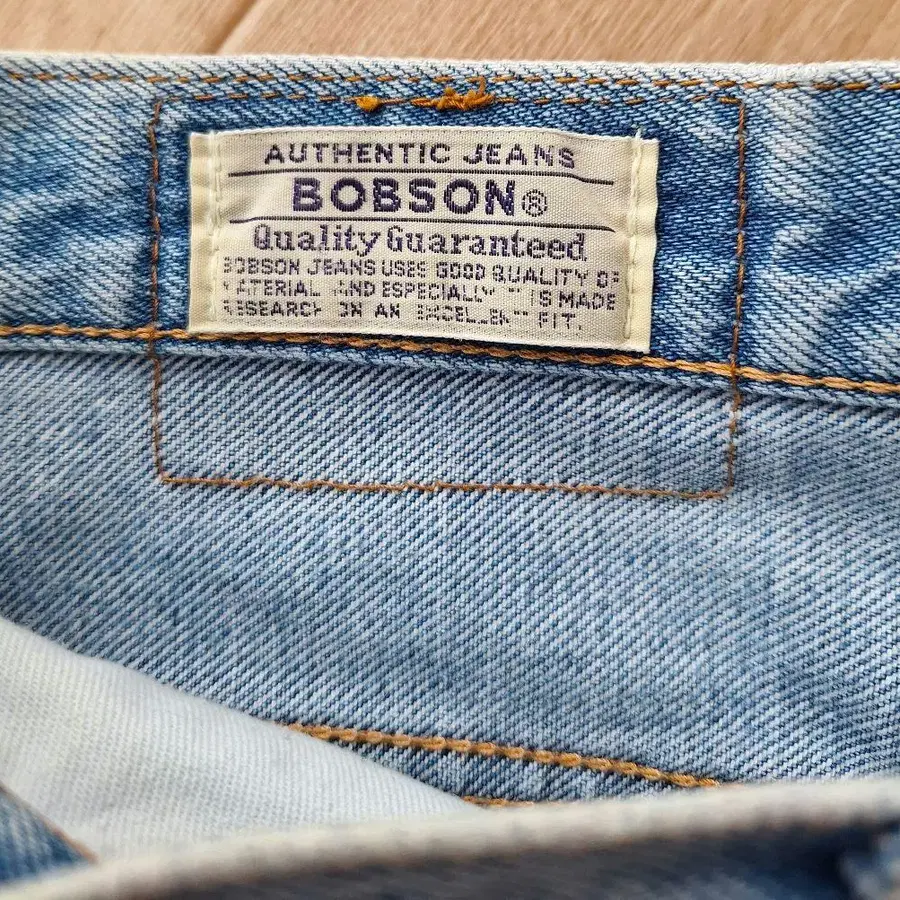 AUTHENTIC JEANS
BOBSON®
Quality Guaranteed
BOBSON JEANS USES GOOD QUALITY OF
MATERIAL AND ESPECIALLY IT IS MADE
RESEARCH ON AN EXCELLENT FIT.